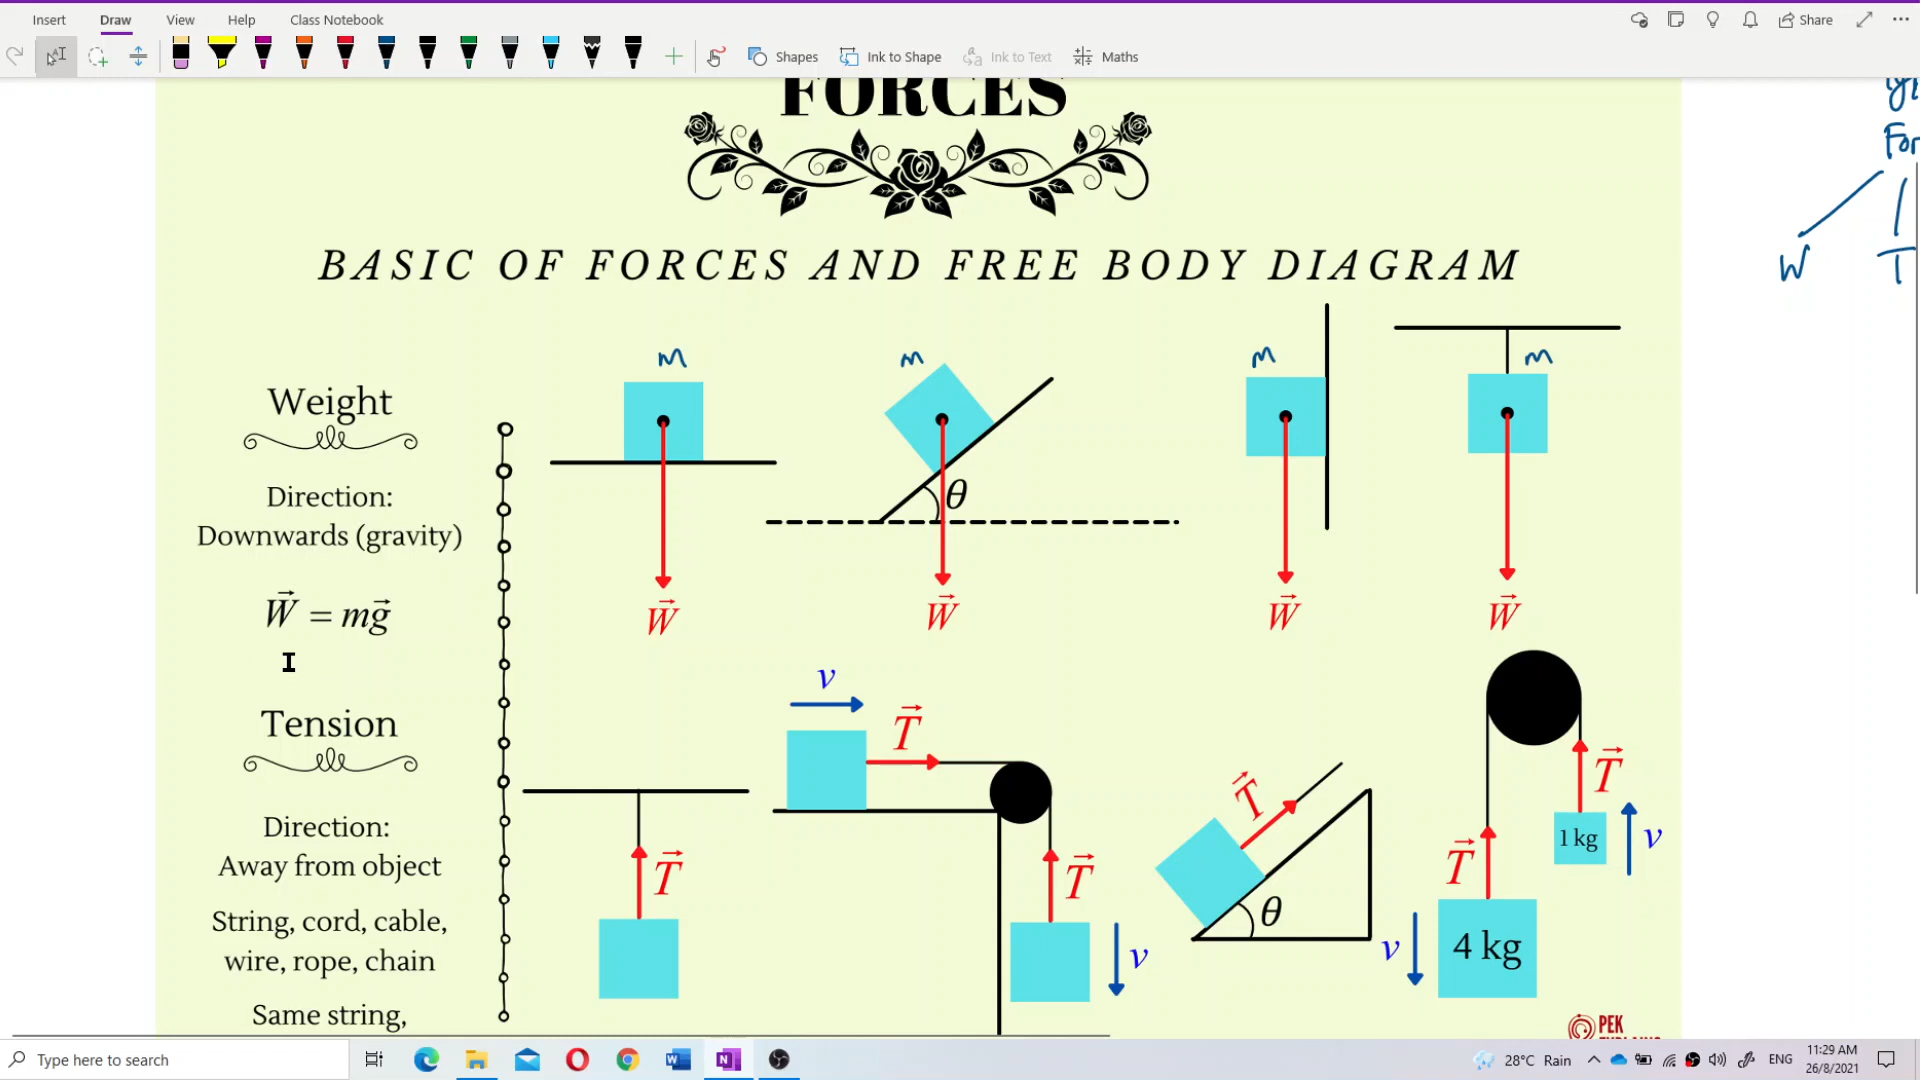 Insert Draw View Help Class Notebook Share
Shapes Ink to Shape Ink to Text Maths
FORCES
BASIC OF FORCES AND FREE BODY DIAGRAM
For
W T
m m m m
Weight
Direction:
Downwards (gravity)
θ
W⃗ = mg⃗
W⃗ W⃗ W⃗ W⃗
Tension
v
T⃗ T⃗ T⃗
Direction:
Away from object
1 kg v
T⃗ T⃗ T⃗
String, cord, cable,
wire, rope, chain
θ
v v 4 kg
Same string,
PEK
Type here to search
28°C Rain ENG 11:29 AM
26/8/2021